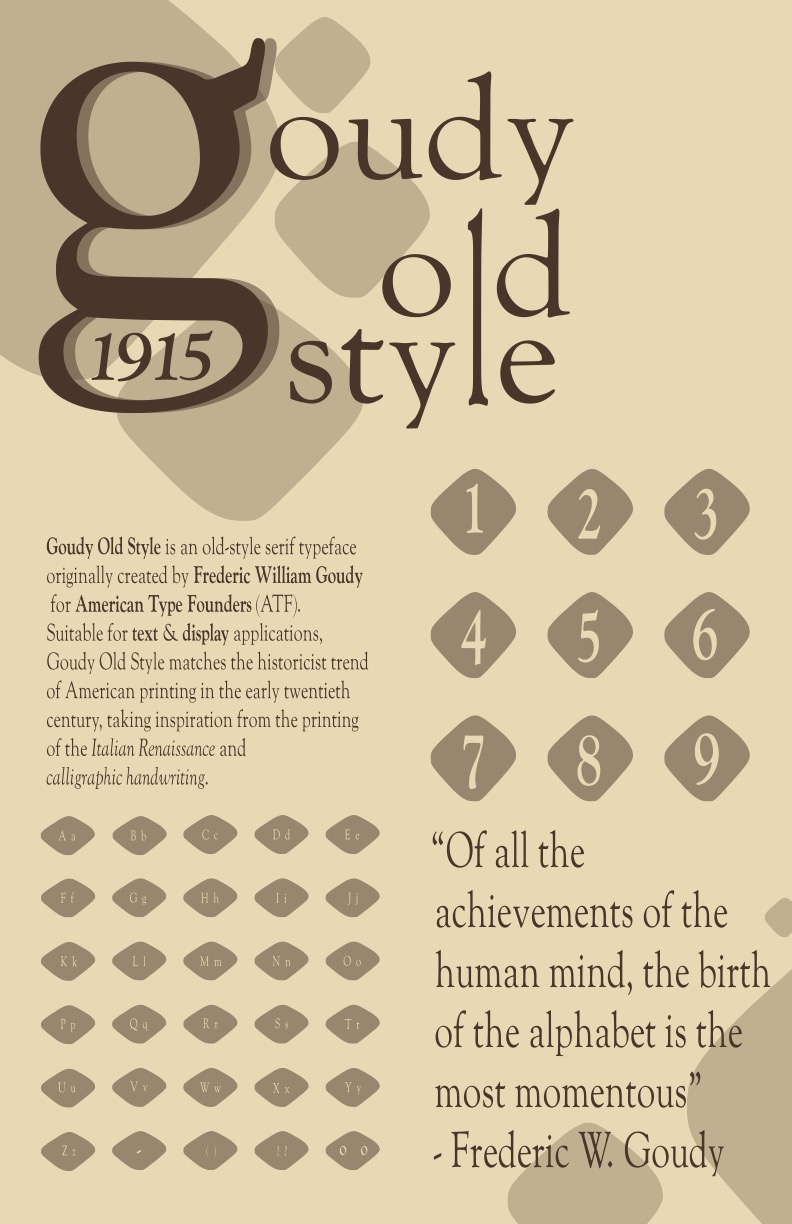 goudy
old
style
1915
Goudy Old Style is an old-style serif typeface
originally created by Frederic William Goudy
for American Type Founders (ATF).
Suitable for text & display applications,
Goudy Old Style matches the historicist trend
of American printing in the early twentieth
century, taking inspiration from the printing
of the Italian Renaissance and
calligraphic handwriting.
1 2 3
4 5 6
7 8 9
Aa Bb Cc Dd Ee
Ff Gg Hh Ii Jj
Kk Ll Mm Nn Oo
Pp Qq Rr Ss Tt
Uu Vv Ww Xx Yy
Zz - () !? 0 0
“Of all the
achievements of the
human mind, the birth
of the alphabet is the
most momentous”
- Frederic W. Goudy